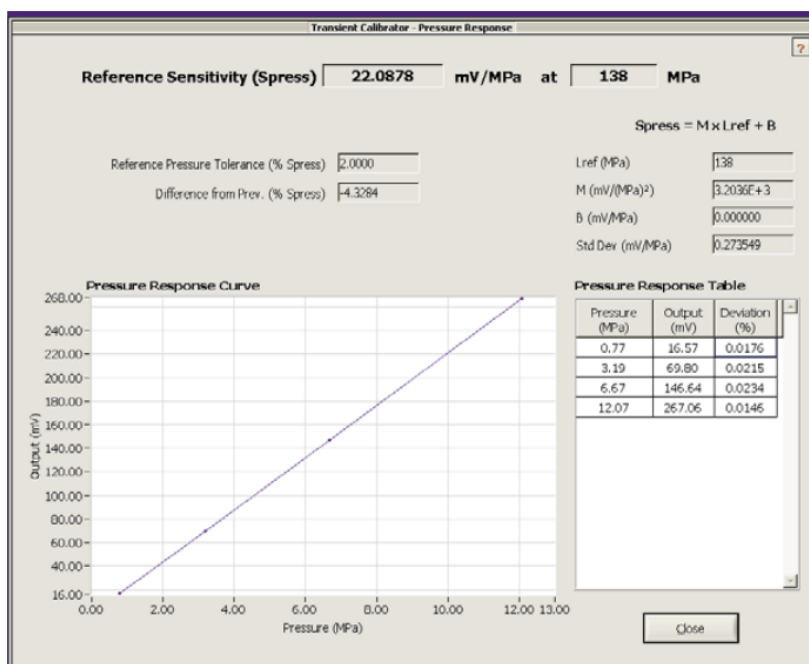 Transient Calibrator - Pressure Response
?
Reference Sensitivity (Spress) 22.0878 mV/MPa at 138 MPa
Spress = M x Lref + B
Reference Pressure Tolerance (% Spress) 2.0000
Difference from Prev. (% Spress) -4.3284
Lref (MPa) 138
M (mV/(MPa)²) 3.2036E+3
B (mV/MPa) 0.000000
Std Dev (mV/MPa) 0.273549
Pressure Response Curve
268.00
240.00
220.00
200.00
180.00
160.00
140.00
120.00
100.00
80.00
60.00
40.00
16.00
Output (mV)
0.00 2.00 4.00 6.00 8.00 10.00 12.00 13.00
Pressure (MPa)
Pressure Response Table
Pressure (MPa) Output (mV) Deviation (%)
0.77 16.57 0.0176
3.19 69.80 0.0215
6.67 146.64 0.0234
12.07 267.06 0.0146
Close